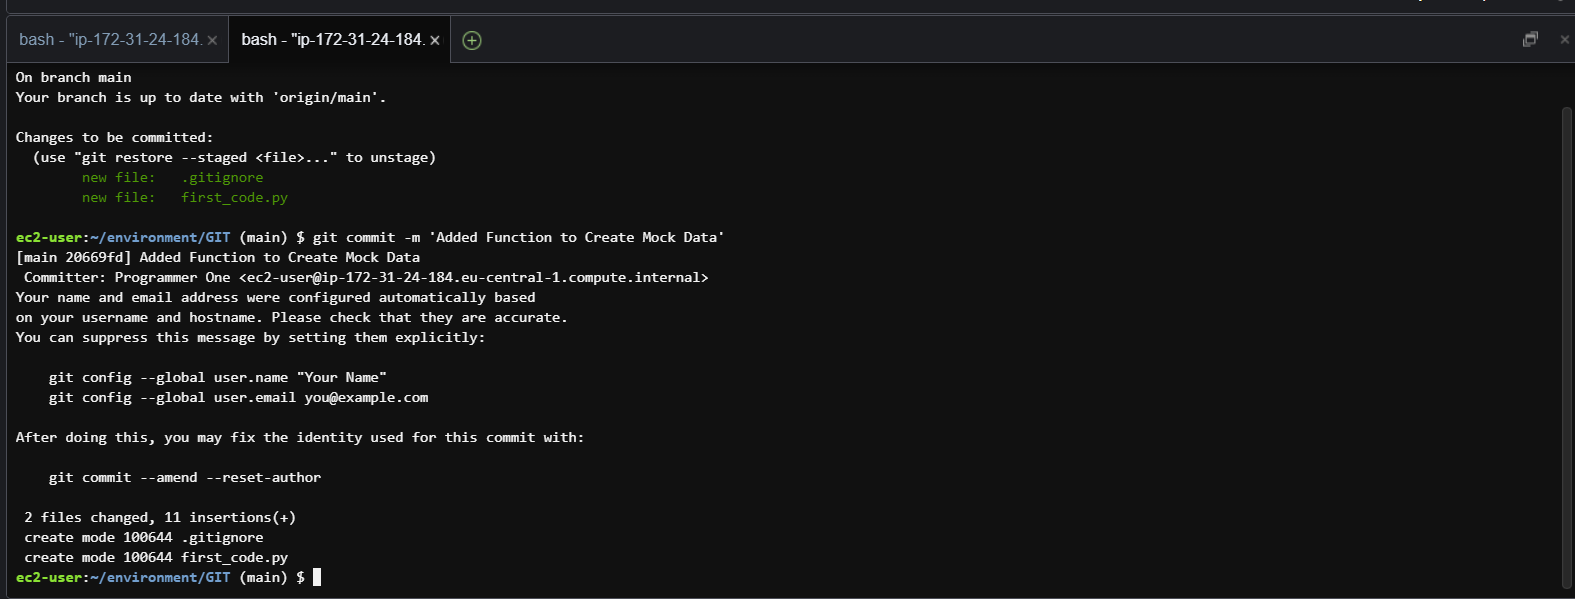 bash - "ip-172-31-24-184. × bash - "ip-172-31-24-184. ×
On branch main
Your branch is up to date with 'origin/main'.
Changes to be committed:
  (use "git restore --staged <file>..." to unstage)
        new file:   .gitignore
        new file:   first_code.py
ec2-user:~/environment/GIT (main) $ git commit -m 'Added Function to Create Mock Data'
[main 20669fd] Added Function to Create Mock Data
 Committer: Programmer One <ec2-user@ip-172-31-24-184.eu-central-1.compute.internal>
Your name and email address were configured automatically based
on your username and hostname. Please check that they are accurate.
You can suppress this message by setting them explicitly:
    git config --global user.name "Your Name"
    git config --global user.email you@example.com
After doing this, you may fix the identity used for this commit with:
    git commit --amend --reset-author
 2 files changed, 11 insertions(+)
 create mode 100644 .gitignore
 create mode 100644 first_code.py
ec2-user:~/environment/GIT (main) $